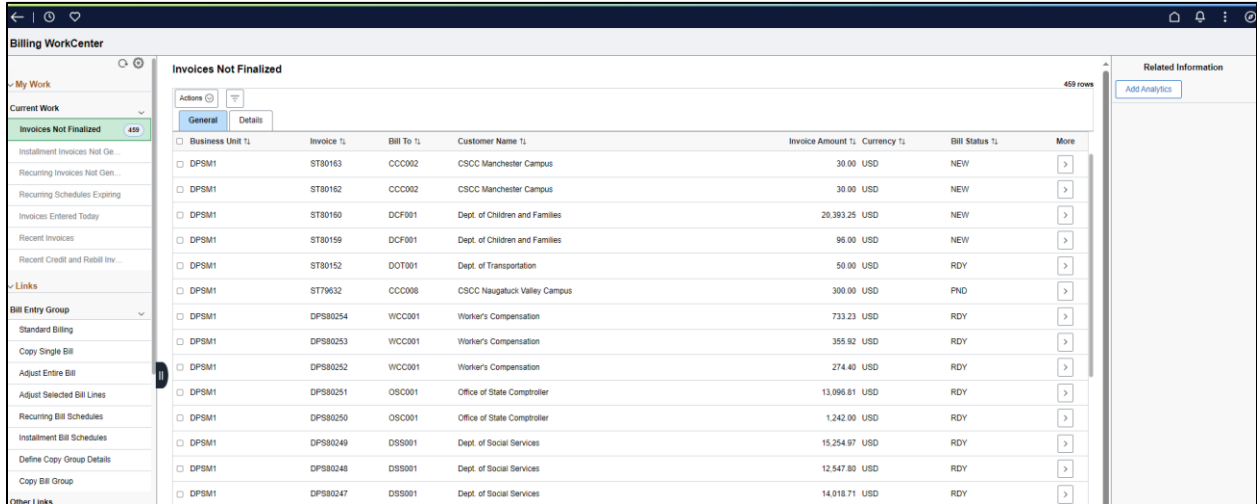 Billing WorkCenter
My Work
Current Work
Invoices Not Finalized 459
Installment Invoices Not Ge...
Recurring Invoices Not Gen...
Recurring Schedules Expiring
Invoices Entered Today
Recent Invoices
Recent Credit and Rebill Inv...
Links
Bill Entry Group
Standard Billing
Copy Single Bill
Adjust Entire Bill
Adjust Selected Bill Lines
Recurring Bill Schedules
Installment Bill Schedules
Define Copy Group Details
Copy Bill Group
Other Links
Invoices Not Finalized
459 rows
Actions
General Details
Business Unit Invoice Bill To Customer Name Invoice Amount Currency Bill Status More
DPSM1 ST80163 CCC002 CSCC Manchester Campus 30.00 USD NEW
DPSM1 ST80162 CCC002 CSCC Manchester Campus 30.00 USD NEW
DPSM1 ST80160 DCF001 Dept. of Children and Families 20,393.25 USD NEW
DPSM1 ST80159 DCF001 Dept. of Children and Families 96.00 USD NEW
DPSM1 ST80152 DOT001 Dept. of Transportation 50.00 USD RDY
DPSM1 ST79632 CCC008 CSCC Naugatuck Valley Campus 300.00 USD PND
DPSM1 DPS80254 WCC001 Worker's Compensation 733.23 USD RDY
DPSM1 DPS80253 WCC001 Worker's Compensation 355.92 USD RDY
DPSM1 DPS80252 WCC001 Worker's Compensation 274.40 USD RDY
DPSM1 DPS80251 OSC001 Office of State Comptroller 13,096.81 USD RDY
DPSM1 DPS80250 OSC001 Office of State Comptroller 1,242.00 USD RDY
DPSM1 DPS80249 DSS001 Dept. of Social Services 15,254.97 USD RDY
DPSM1 DPS80248 DSS001 Dept. of Social Services 12,547.80 USD RDY
DPSM1 DPS80247 DSS001 Dept. of Social Services 14,018.71 USD RDY
Related Information
Add Analytics